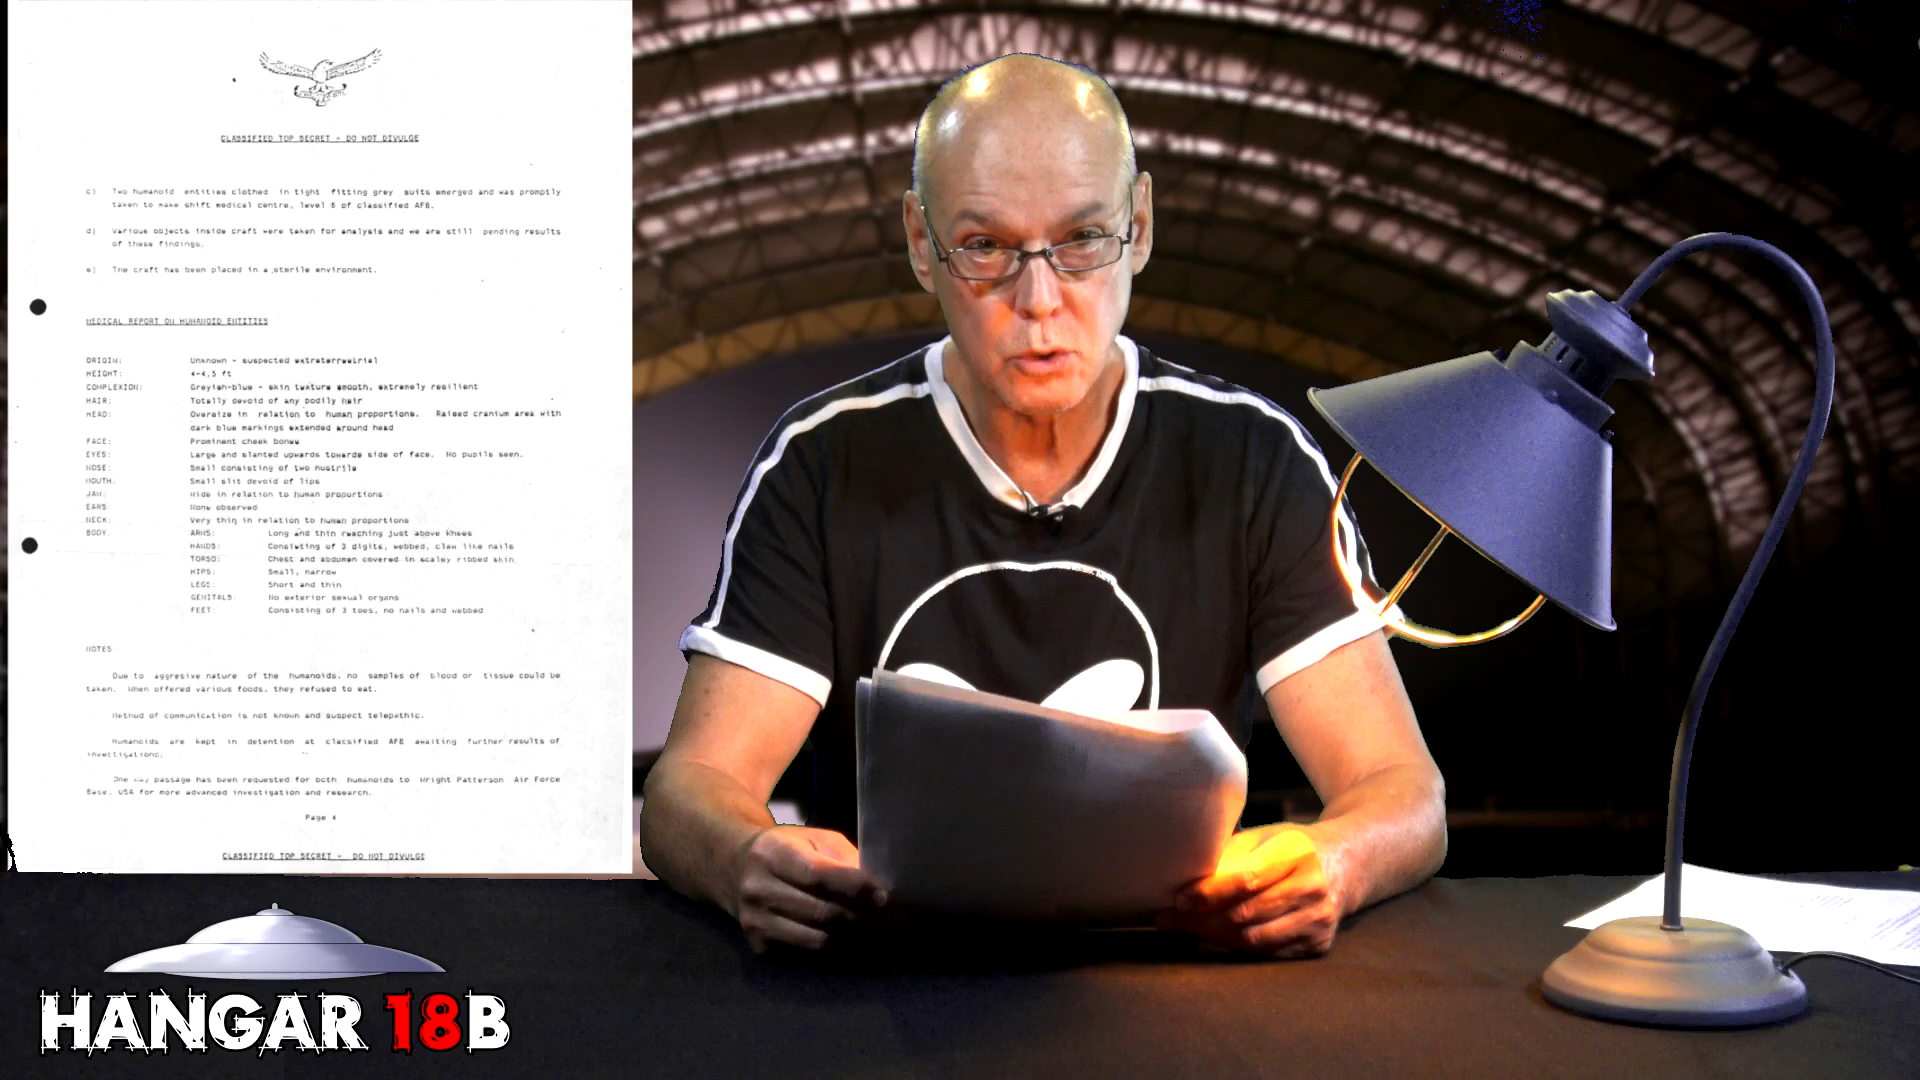 CLASSIFIED TOP SECRET - DO NOT DIVULGE
c) Two humanoid entities clothed in tight fitting grey suits emerged and was promptly
taken to make shift medical centre, level 6 of classified AFB.
d) Various objects inside craft were taken for analysis and we are still pending results
of these findings.
e) The craft has been placed in a sterile environment.
MEDICAL REPORT ON HUMANOID ENTITIES
ORIGIN: Unknown - suspected extraterrestrial
HEIGHT: 4-4,5 ft
COMPLEXION: Greyish-blue - skin texture smooth, extremely resilient
HAIR: Totally devoid of any bodily hair
HEAD: Oversize in relation to human proportions. Raised cranium area with
dark blue markings extended around head
FACE: Prominent cheek bones
EYES: Large and slanted upwards towards side of face. No pupils seen.
NOSE: Small consisting of two nostrils
MOUTH: Small slit devoid of lips
JAW: Wide in relation to human proportions
EARS: None observed
NECK: Very thin in relation to human proportions
BODY: ARMS: Long and thin reaching just above knees
HANDS: Consisting of 3 digits, webbed, claw like nails
TORSO: Chest and abdomen covered in scaley ribbed skin
HIPS: Small, narrow
LEGS: Short and thin
GENITALS: No exterior sexual organs
FEET: Consisting of 3 toes, no nails and webbed
NOTES
Due to aggresive nature of the humanoids, no samples of blood or tissue could be
taken. When offered various foods, they refused to eat.
Method of communication is not known and suspect telepathic.
Humanoids are kept in detention at classified AFB awaiting further results of
investigations.
One way passage has been requested for both humanoids to Wright Patterson Air Force
Base, USA for more advanced investigation and research.
Page 4
CLASSIFIED TOP SECRET - DO NOT DIVULGE
HANGAR 18B